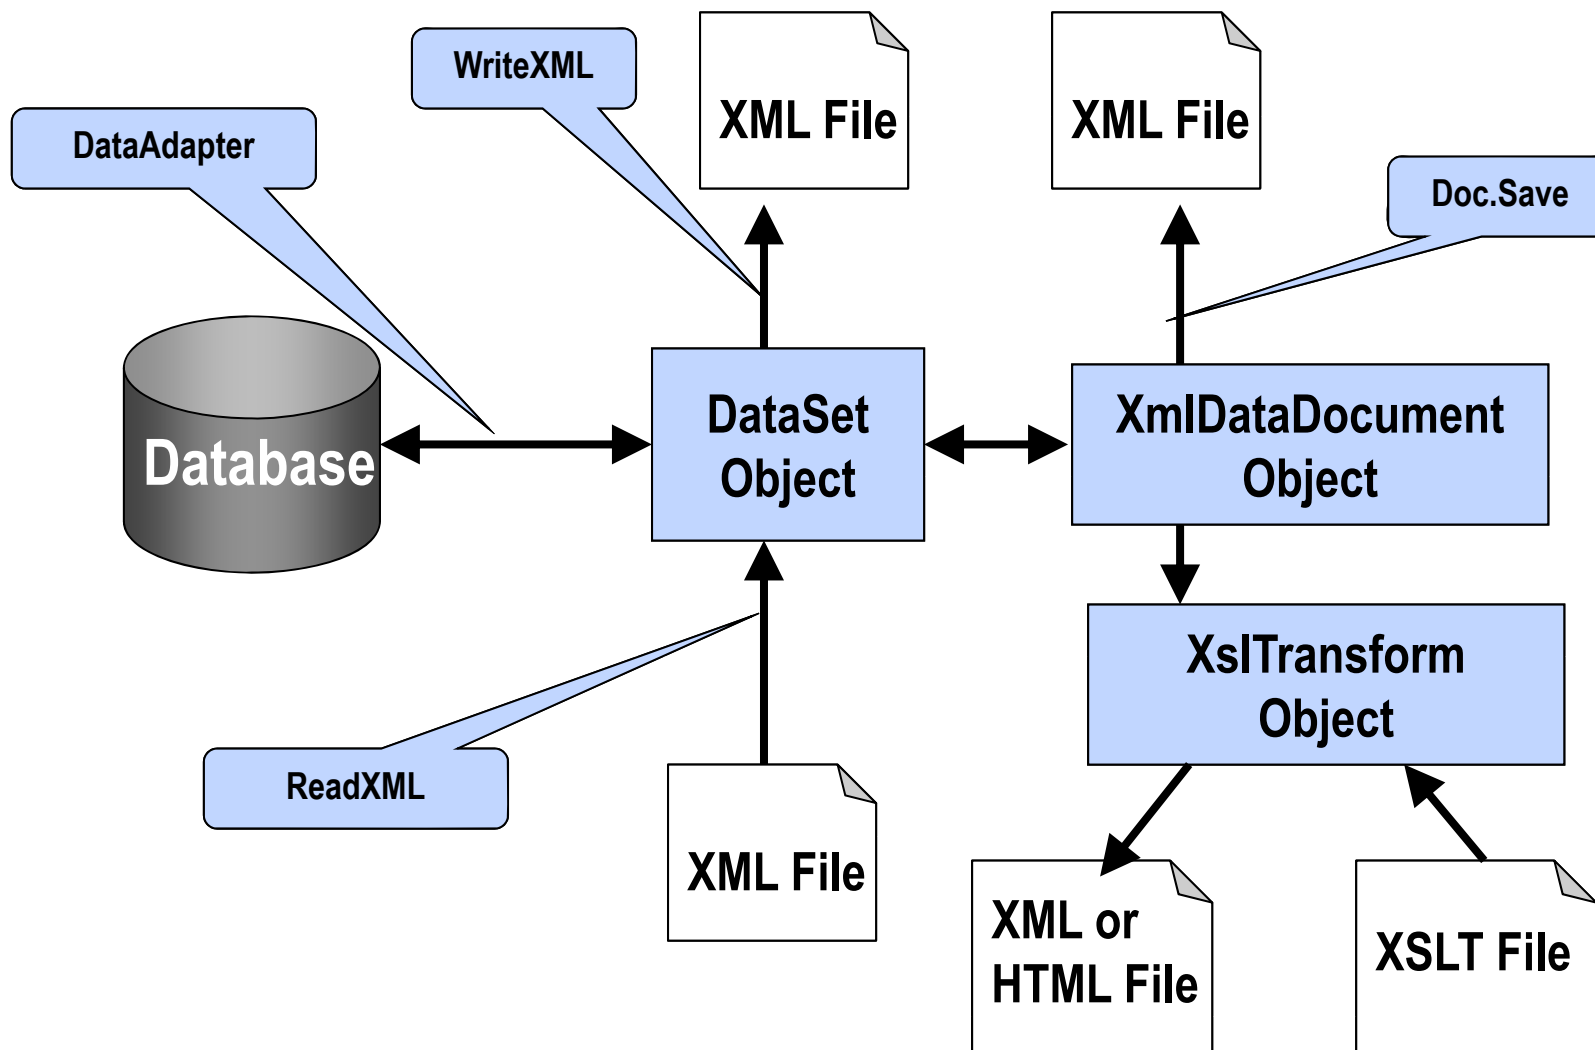 WriteXML
XML File
XML File
DataAdapter
Doc.Save
Database
DataSet
Object
XmlDataDocument
Object
XslTransform
Object
ReadXML
XML File
XML or
HTML File
XSLT File